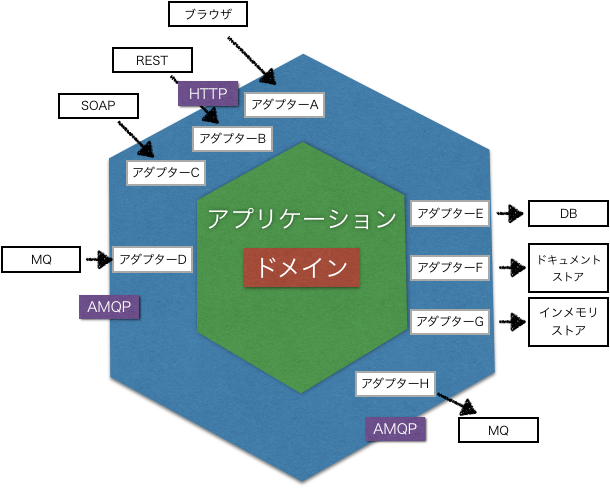 ブラウザ
REST
HTTP
SOAP
アダプターA
アダプターB
アダプターC
アプリケーション
アダプターE
DB
ドメイン
MQ
アダプターD
アダプターF
ドキュメント
ストア
AMQP
アダプターG
インメモリ
ストア
アダプターH
AMQP
MQ